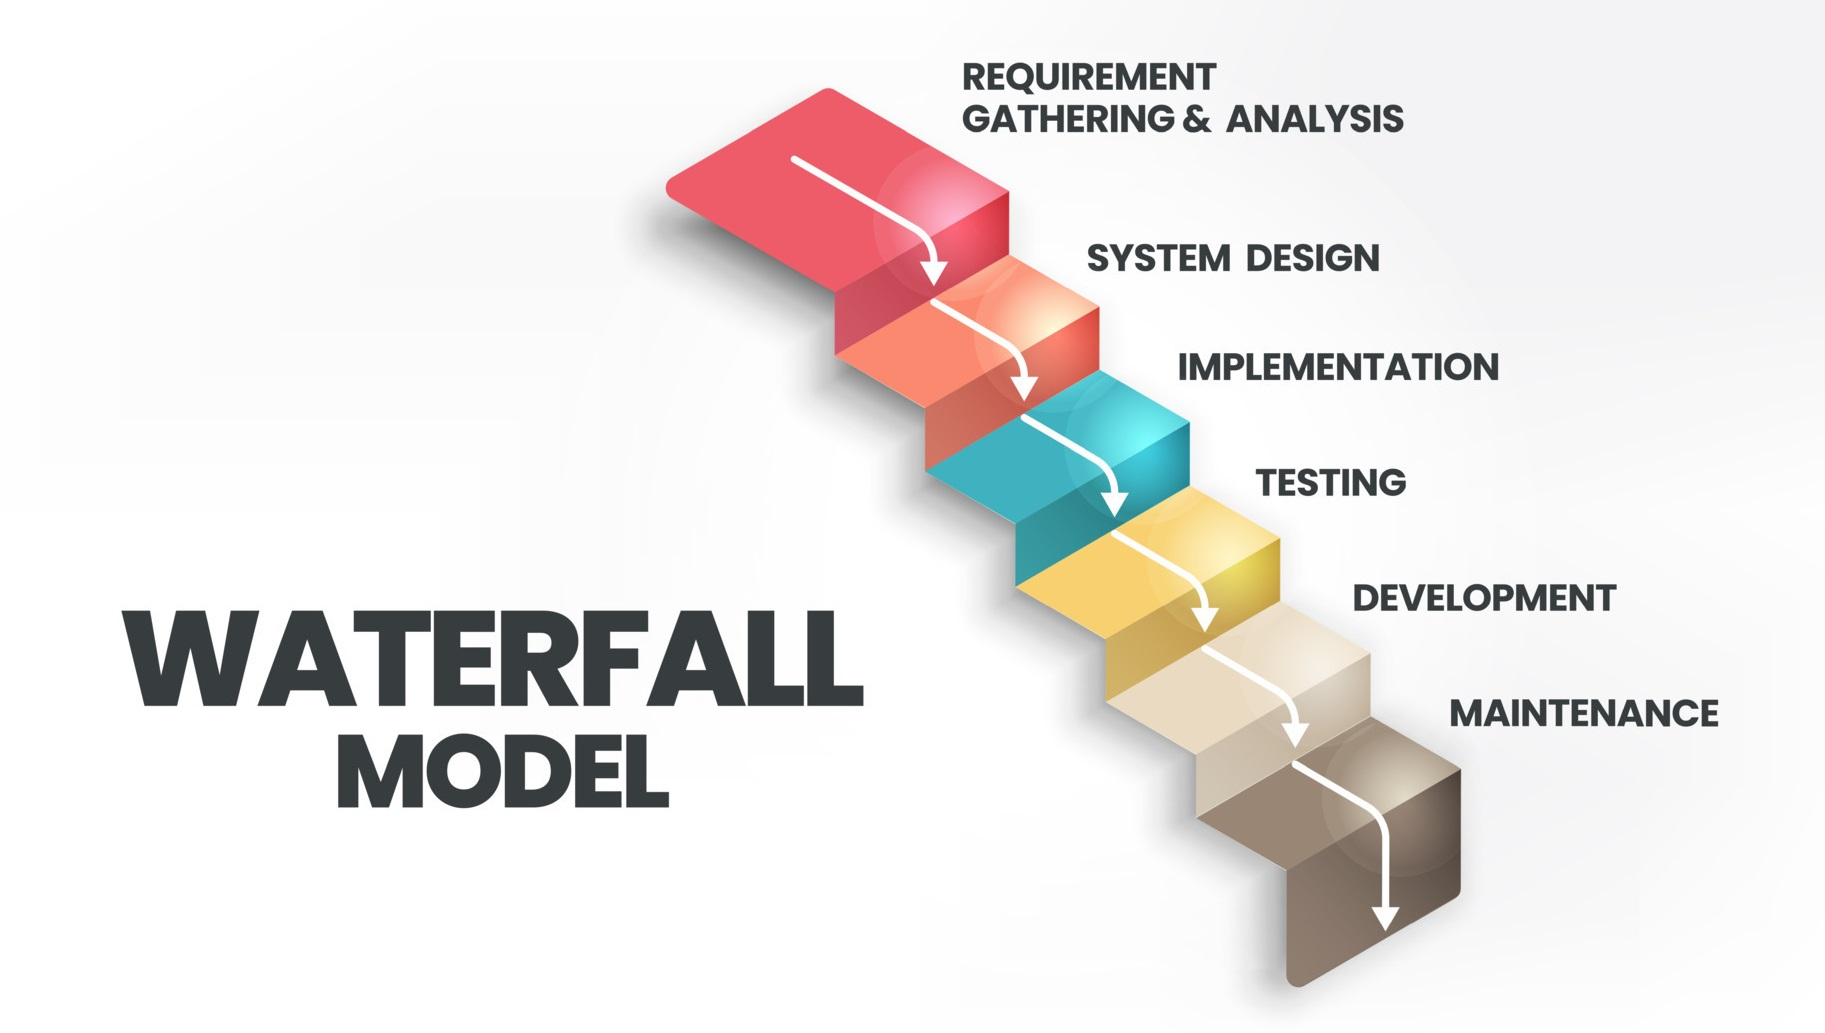 REQUIREMENT
GATHERING & ANALYSIS
SYSTEM DESIGN
IMPLEMENTATION
TESTING
DEVELOPMENT
MAINTENANCE
WATERFALL
MODEL